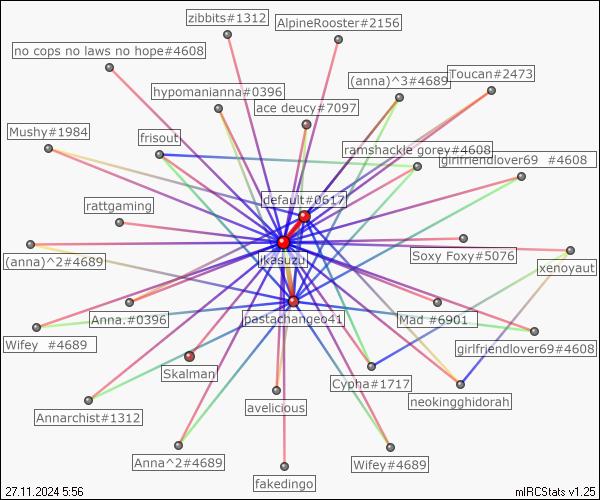 zibbits#1312
AlpineRooster#2156
no cops no laws no hope#4608
hypomanianna#0396
(anna)^3#4689
Toucan#2473
ace deucy#7097
Mushy#1984
frisout
ramshackle gorey#4608
girlfriendlover69 #4608
rattgaming
default#0617
(anna)^2#4689
jkasuzu
Soxy Foxy#5076
xenoyaut
Anna.#0396
pastachangeo41
Mad #6901
Wifey #4689
girlfriendlover69#4608
Skalman
Cypha#1717
neokingghidorah
Annarchist#1312
avelicious
Anna^2#4689
Wifey#4689
fakedingo
27.11.2024 5:56
mIRCStats v1.25